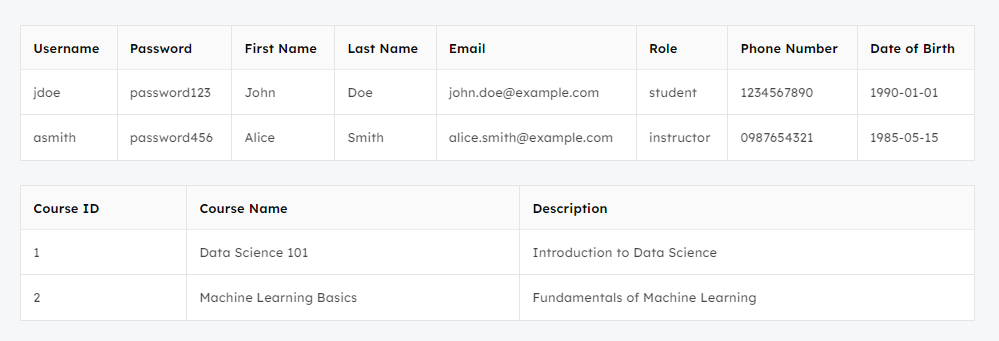 Username Password First Name Last Name Email Role Phone Number Date of Birth
jdoe password123 John Doe john.doe@example.com student 1234567890 1990-01-01
asmith password456 Alice Smith alice.smith@example.com instructor 0987654321 1985-05-15
Course ID Course Name Description
1 Data Science 101 Introduction to Data Science
2 Machine Learning Basics Fundamentals of Machine Learning